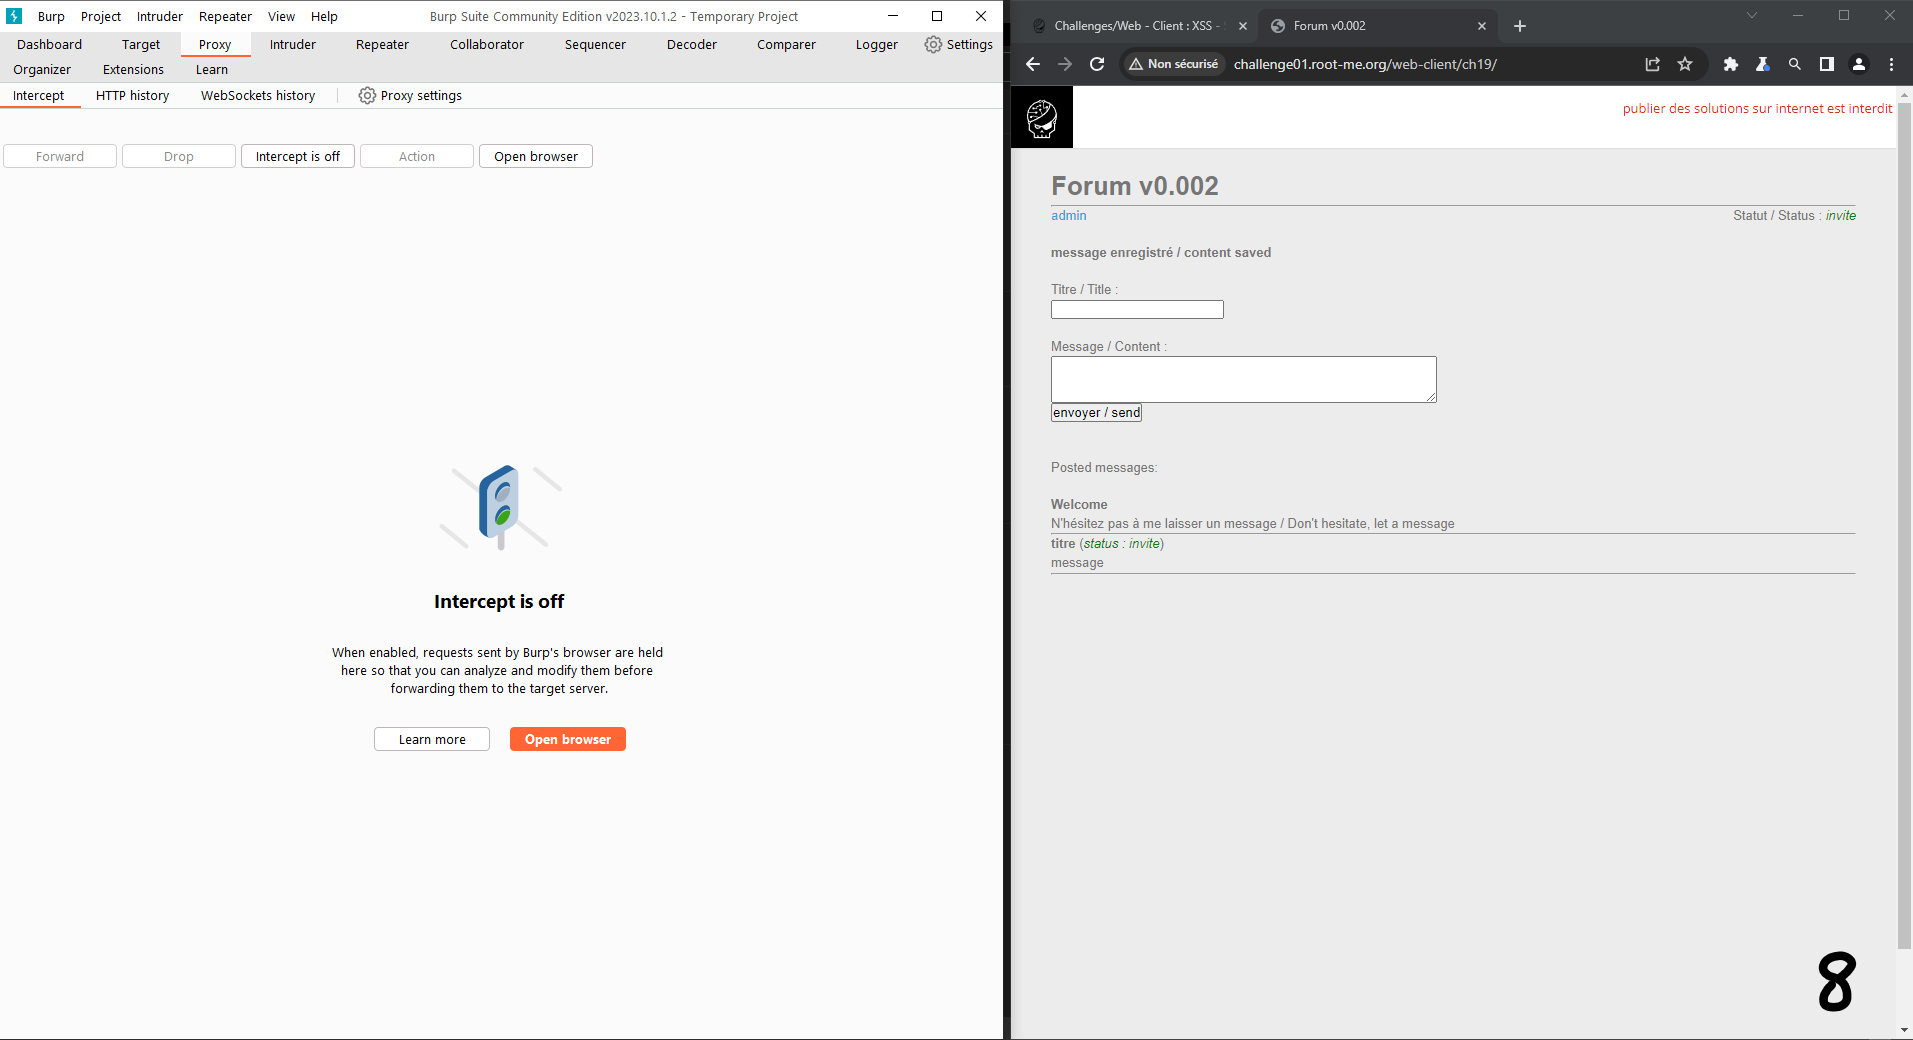 Burp Project Intruder Repeater View Help Burp Suite Community Edition v2023.10.1.2 - Temporary Project
Dashboard Target Proxy Intruder Repeater Collaborator Sequencer Decoder Comparer Logger Settings
Organizer Extensions Learn
Intercept HTTP history WebSockets history Proxy settings
Forward Drop Intercept is off Action Open browser
Intercept is off
When enabled, requests sent by Burp's browser are held
here so that you can analyze and modify them before
forwarding them to the target server.
Learn more Open browser
Challenges/Web - Client : XSS - Forum v0.002
Non sécurisé challenge01.root-me.org/web-client/ch19/
publier des solutions sur internet est interdit
Forum v0.002
admin Statut / Status : invite
message enregistré / content saved
Titre / Title :
Message / Content :
envoyer / send
Posted messages:
Welcome
N'hésitez pas à me laisser un message / Don't hesitate, let a message
titre (status : invite)
message
8